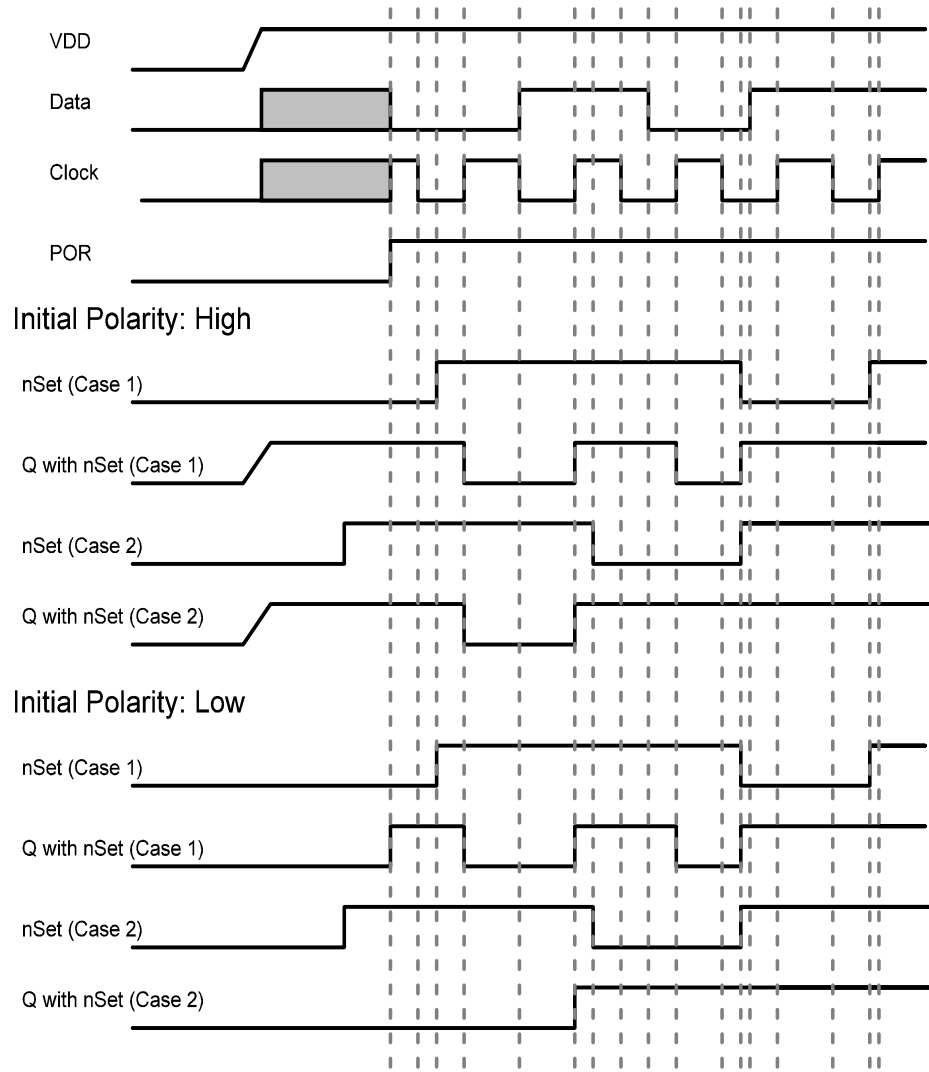 VDD
Data
Clock
POR
Initial Polarity: High
nSet (Case 1)
Q with nSet (Case 1)
nSet (Case 2)
Q with nSet (Case 2)
Initial Polarity: Low
nSet (Case 1)
Q with nSet (Case 1)
nSet (Case 2)
Q with nSet (Case 2)